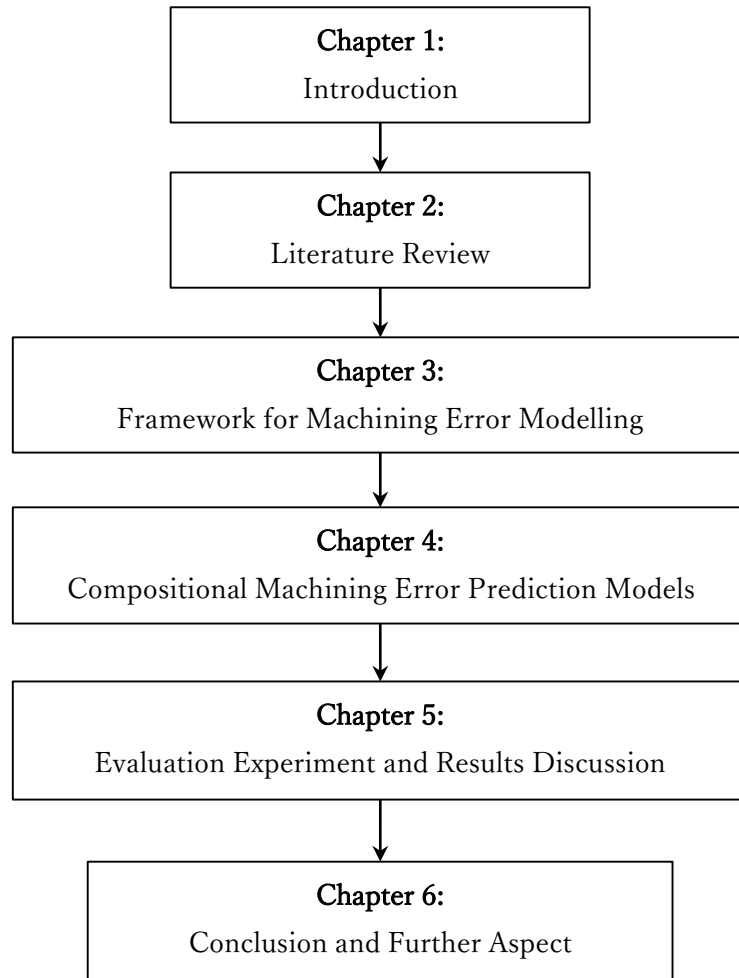 Chapter 1:
Introduction
Chapter 2:
Literature Review
Chapter 3:
Framework for Machining Error Modelling
Chapter 4:
Compositional Machining Error Prediction Models
Chapter 5:
Evaluation Experiment and Results Discussion
Chapter 6:
Conclusion and Further Aspect